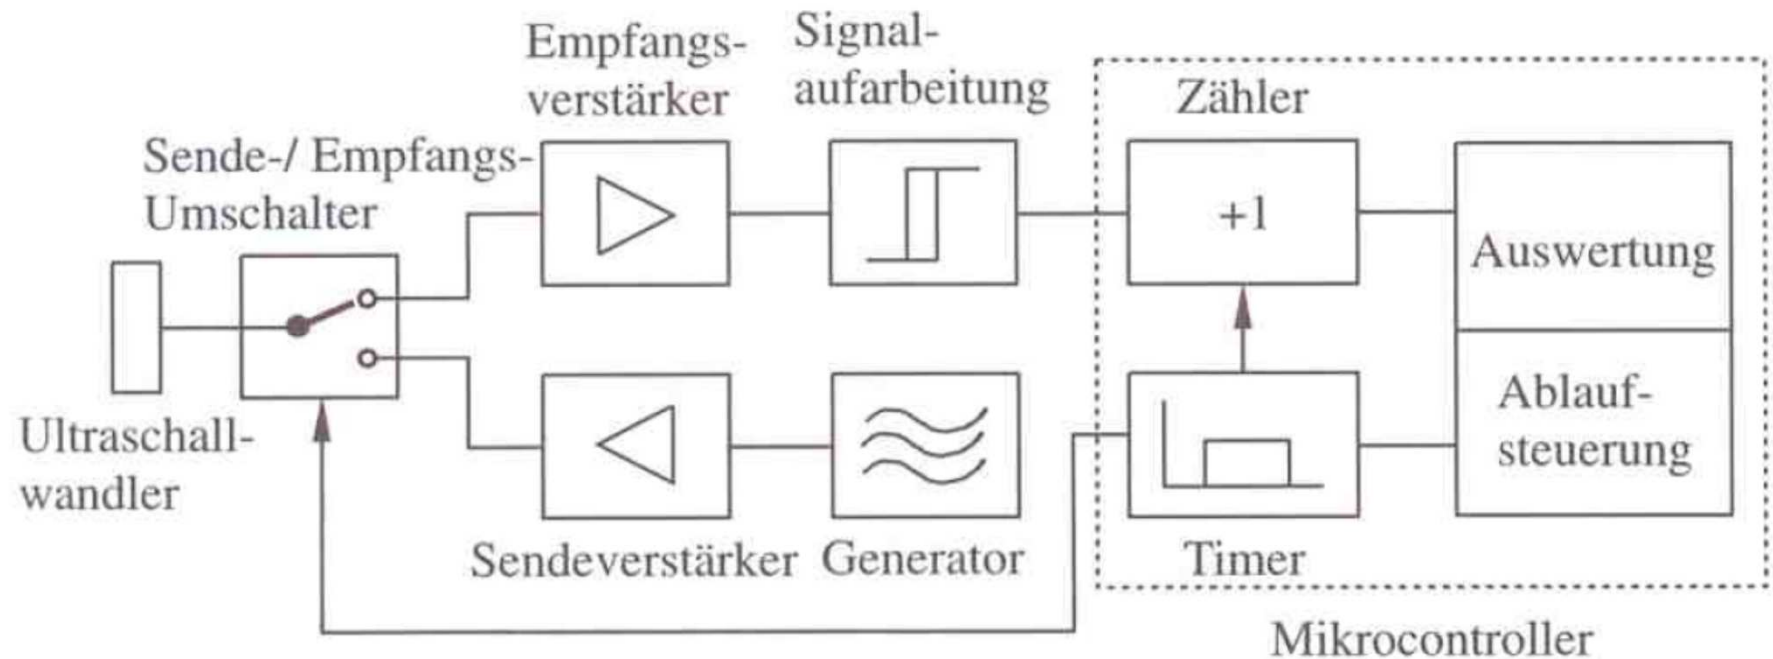 Empfangs-
verstärker
Signal-
aufarbeitung
Zähler
Sende-/ Empfangs-
Umschalter
+1
Auswertung
Ablauf-
steuerung
Ultraschall-
wandler
Sendeverstärker
Generator
Timer
Mikrocontroller